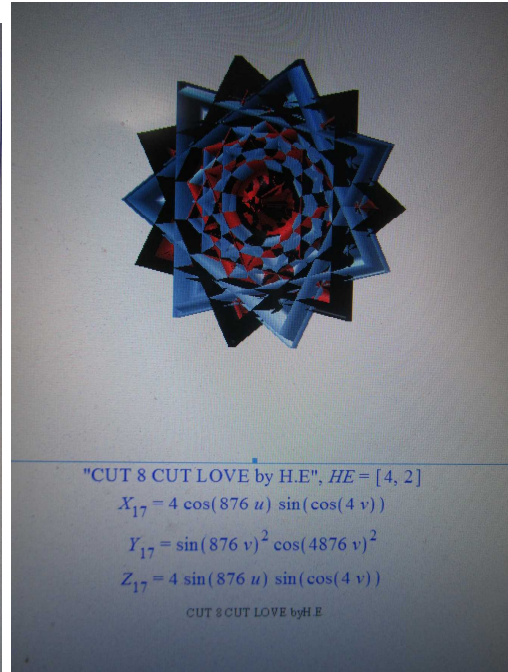 "CUT 8 CUT LOVE by H.E", HE = [4, 2]
X₁₇ = 4 cos(876 u) sin(cos(4 v))
Y₁₇ = sin(876 v)² cos(4876 v)²
Z₁₇ = 4 sin(876 u) sin(cos(4 v))
CUT 8 CUT LOVE byH.E